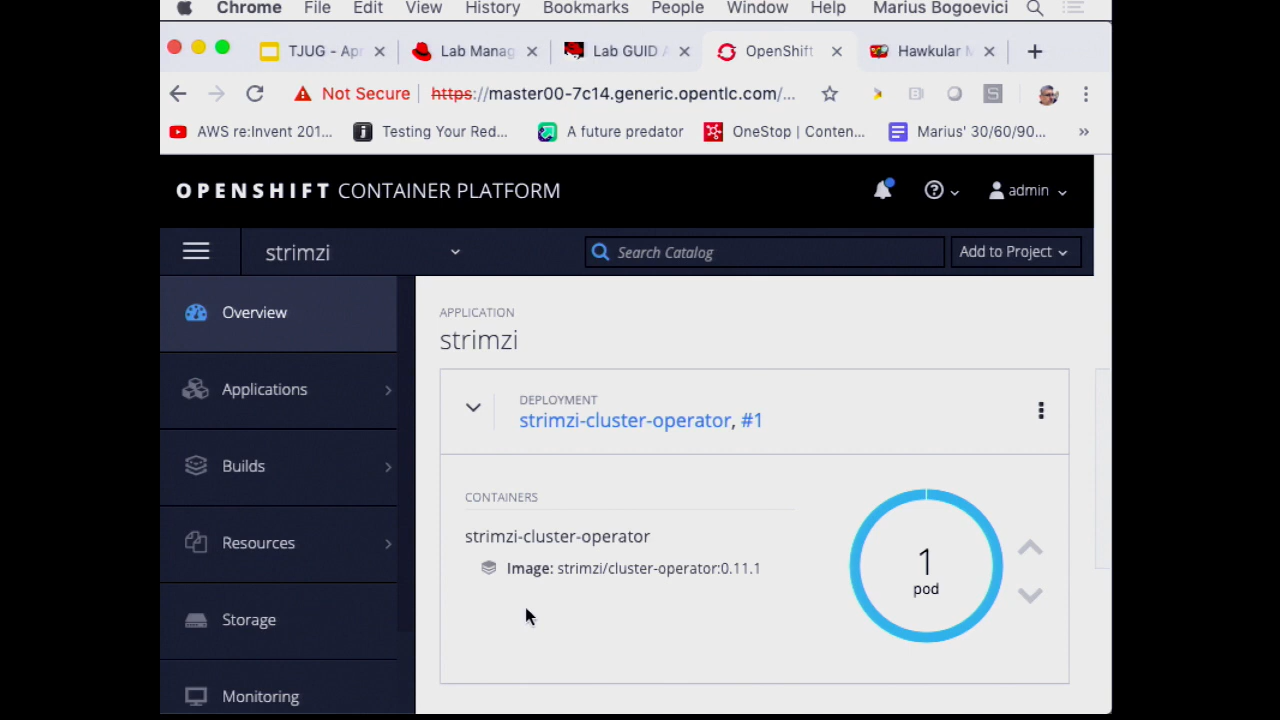 Chrome File Edit View History Bookmarks People Window Help Marius Bogoevici
TJUG - Apr Lab Manag Lab GUID A OpenShift Hawkular M
Not Secure https://master00-7c14.generic.opentlc.com/...
AWS re:Invent 201... Testing Your Red... A future predator OneStop | Conten... Marius' 30/60/90... »
OPENSHIFT CONTAINER PLATFORM admin
strimzi Search Catalog Add to Project
Overview
Applications
Builds
Resources
Storage
Monitoring
APPLICATION
strimzi
DEPLOYMENT
strimzi-cluster-operator, #1
CONTAINERS
strimzi-cluster-operator
Image: strimzi/cluster-operator:0.11.1
1
pod